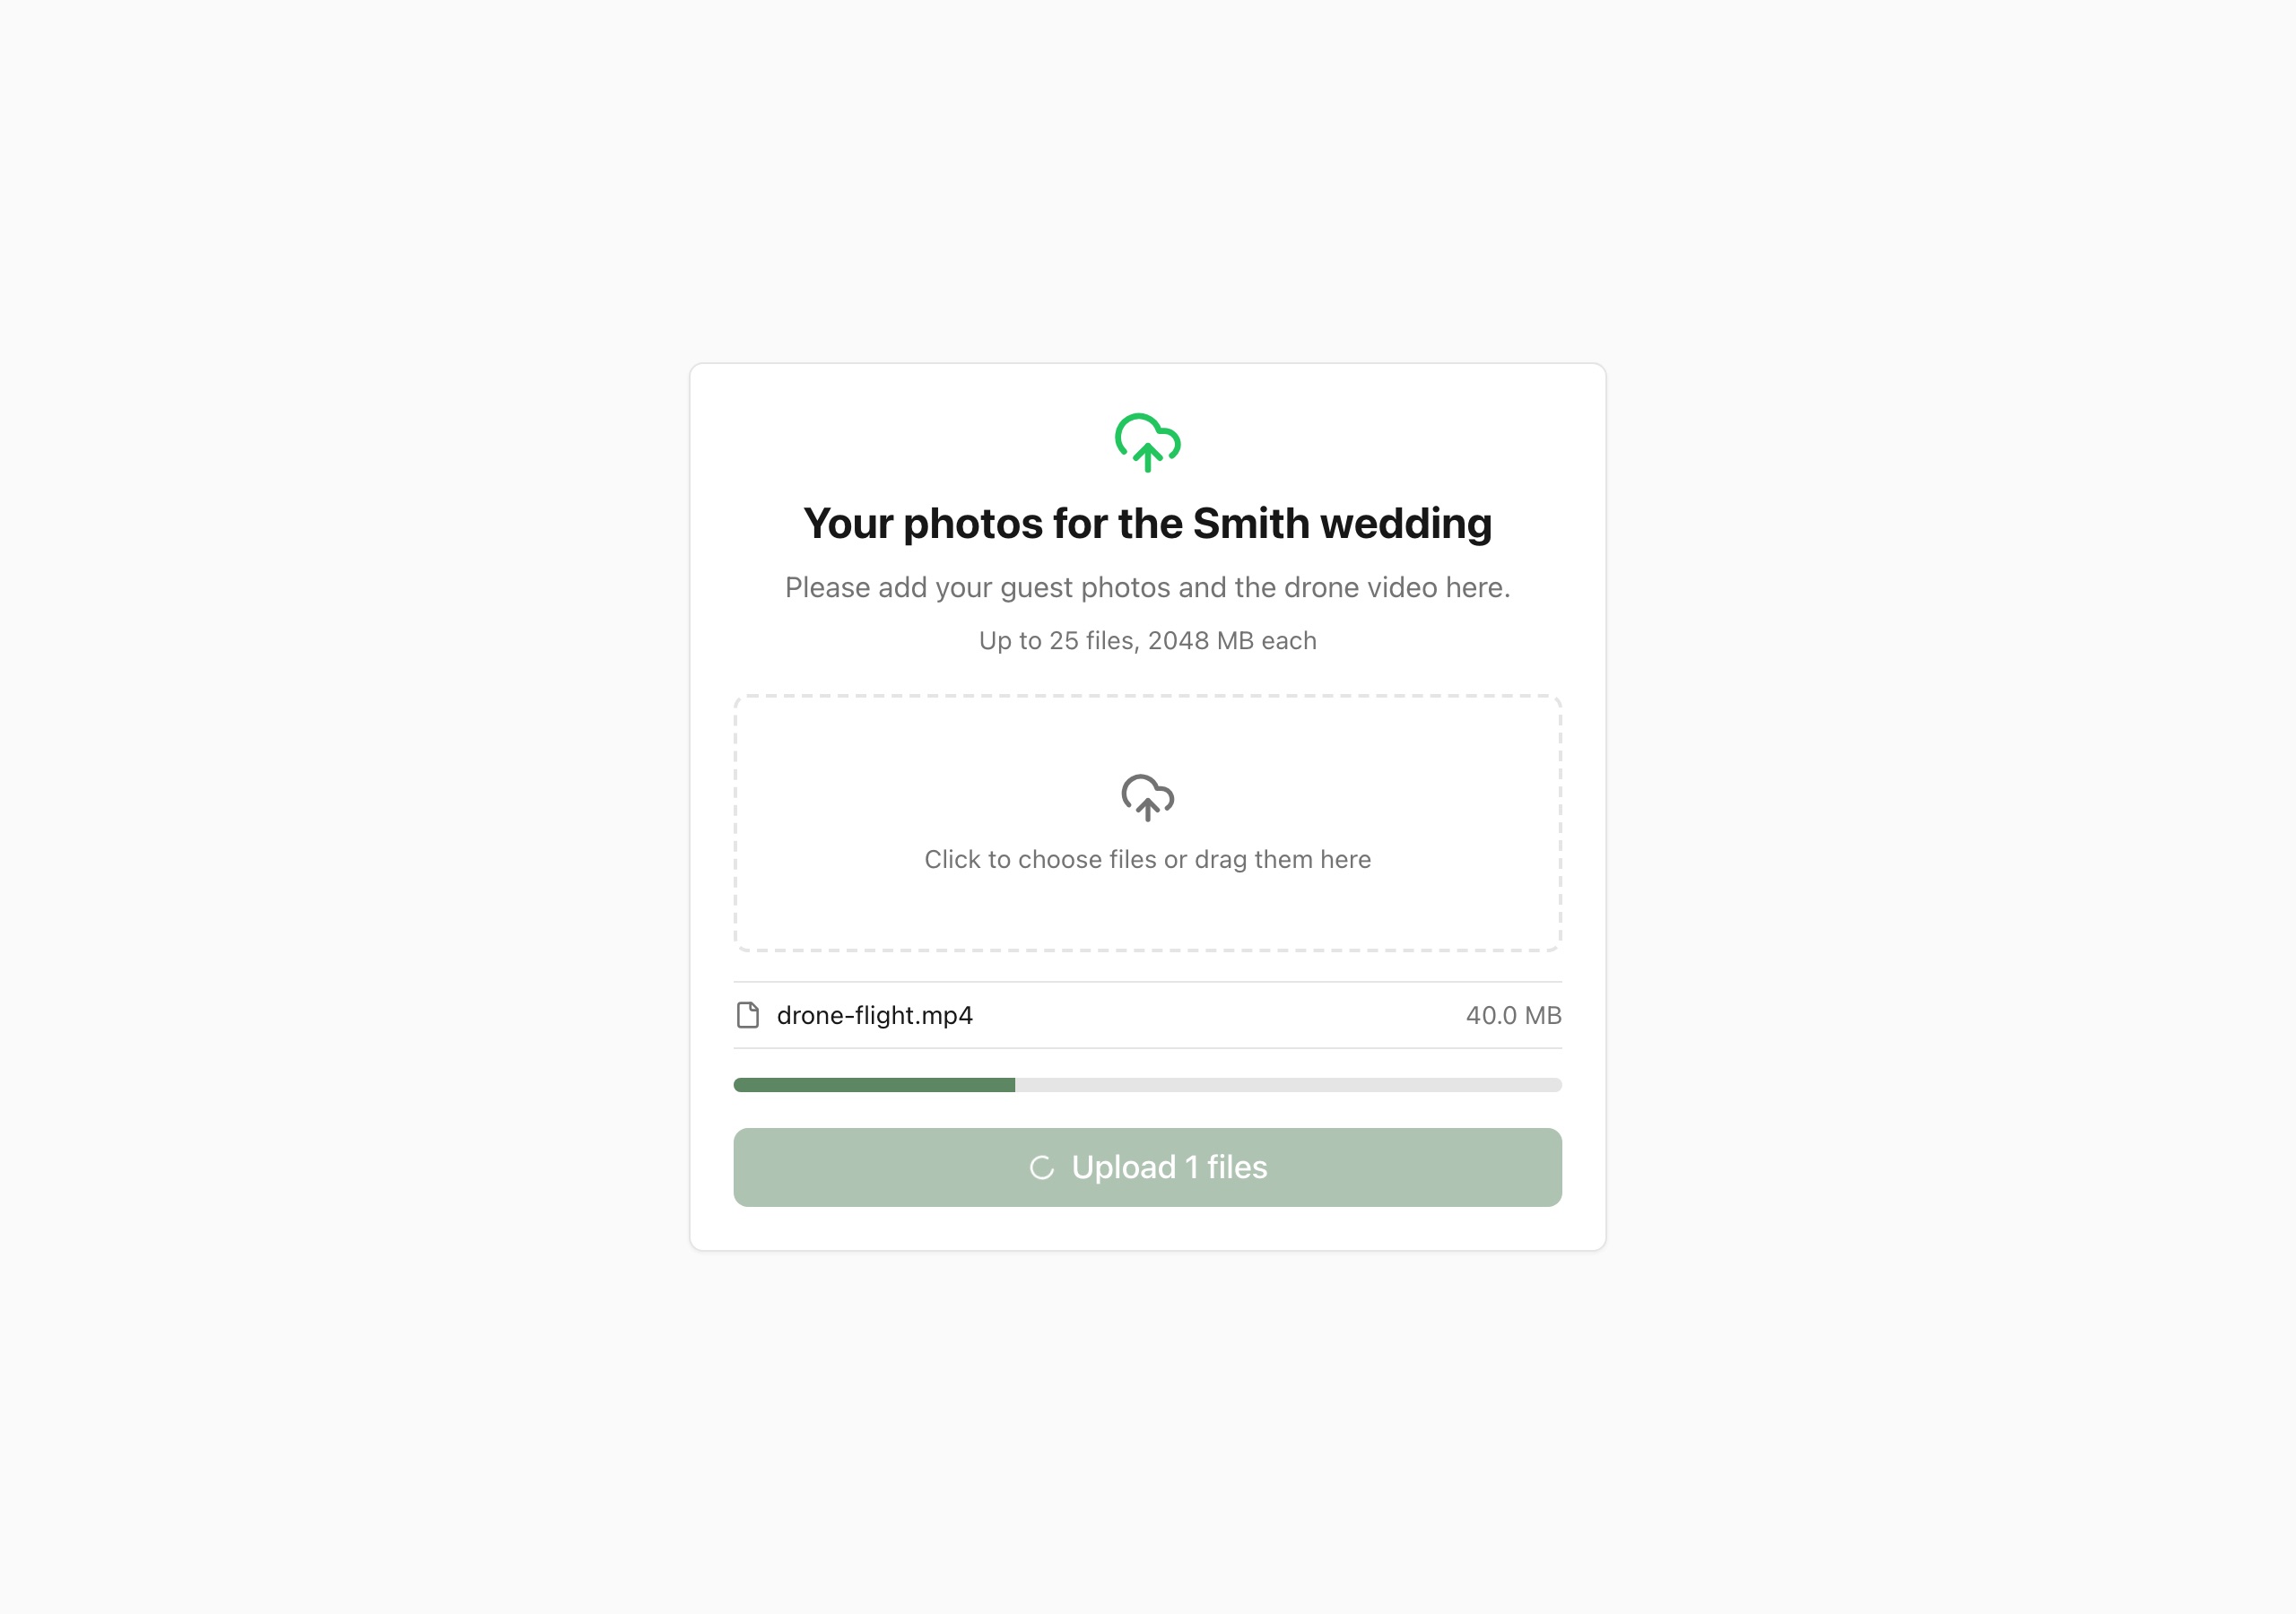 Your photos for the Smith wedding
Please add your guest photos and the drone video here.
Up to 25 files, 2048 MB each
Click to choose files or drag them here
drone-flight.mp4 40.0 MB
Upload 1 files